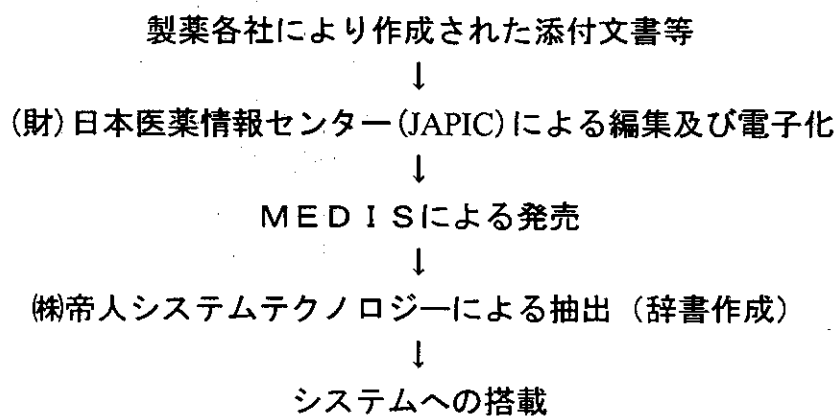 製薬各社により作成された添付文書等
↓
(財)日本医薬情報センター(JAPIC)による編集及び電子化
↓
ＭＥＤＩＳによる発売
↓
㈱帝人システムテクノロジーによる抽出（辞書作成）
↓
システムへの搭載